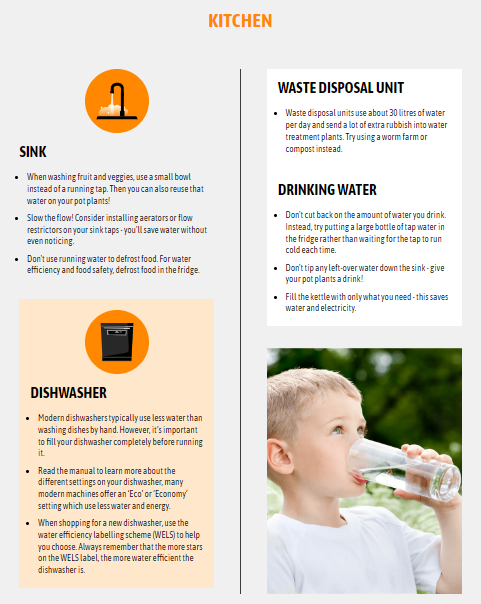 KITCHEN
SINK
When washing fruit and veggies, use a small bowl
instead of a running tap. Then you can also reuse that
water on your pot plants!
Slow the flow! Consider installing aerators or flow
restrictors on your sink taps - you'll save water without
even noticing.
Don't use running water to defrost food. For water
efficiency and food safety, defrost food in the fridge.
DISHWASHER
Modern dishwashers typically use less water than
washing dishes by hand. However, it's important
to fill your dishwasher completely before running
it.
Read the manual to learn more about the
different settings on your dishwasher, many
modern machines offer an 'Eco' or 'Economy'
setting which use less water and energy.
When shopping for a new dishwasher, use the
water efficiency labelling scheme (WELS) to help
you choose. Always remember that the more stars
on the WELS label, the more water efficient the
dishwasher is.
WASTE DISPOSAL UNIT
Waste disposal units use about 30 litres of water
per day and send a lot of extra rubbish into water
treatment plants. Try using a worm farm or
compost instead.
DRINKING WATER
Don't cut back on the amount of water you drink.
Instead, try putting a large bottle of tap water in
the fridge rather than waiting for the tap to run
cold each time.
Don't tip any left-over water down the sink - give
your pot plants a drink!
Fill the kettle with only what you need - this saves
water and electricity.